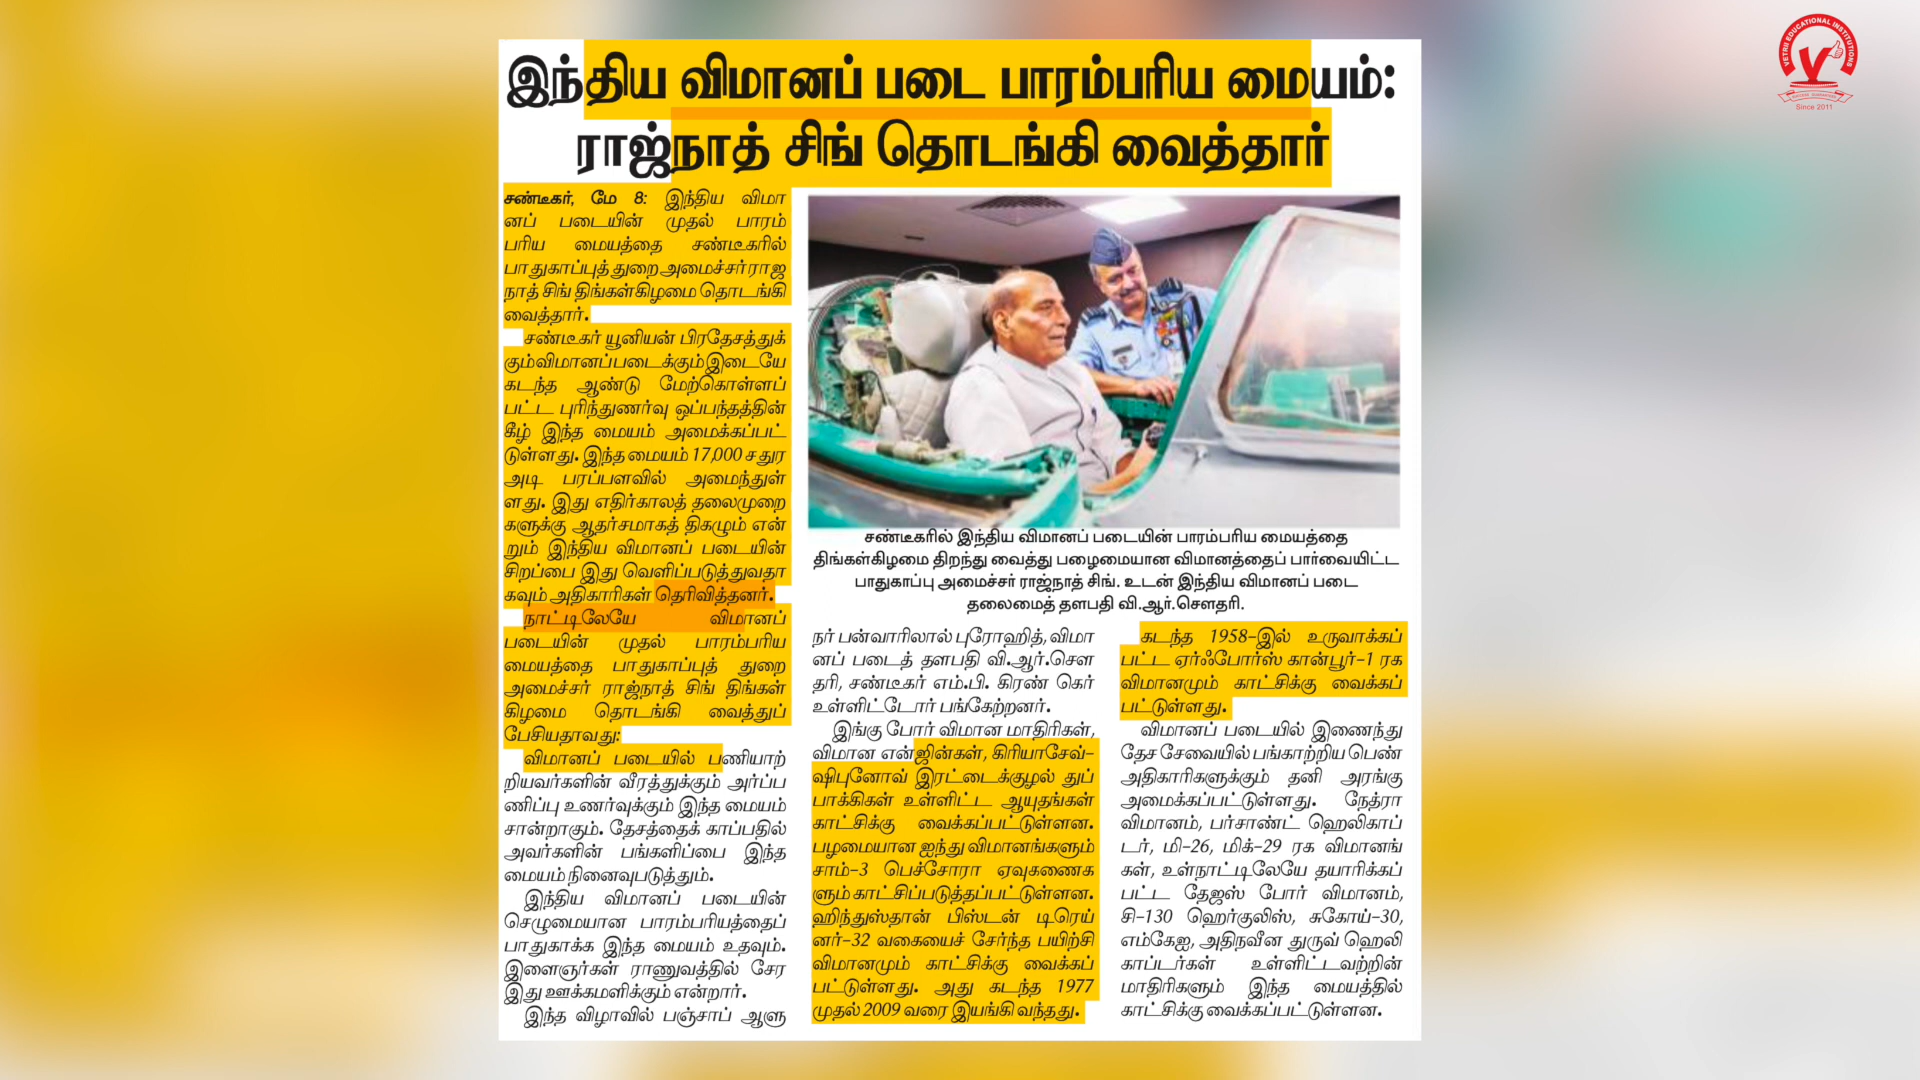 இந்திய விமானப் படை பாரம்பரிய மையம்:
ராஜ்நாத் சிங் தொடங்கி வைத்தார்
சண்டீகர், மே 8: இந்திய விமா
னப் படையின் முதல் பாரம்
பரிய மையத்தை சண்டீகரில்
பாதுகாப்புத் துறை அமைச்சர் ராஜ
நாத் சிங் திங்கள்கிழமை தொடங்கி
வைத்தார்.
சண்டீகர் யூனியன் பிரதேசத்துக்
கும் விமானப் படைக்கும் இடையே
கடந்த ஆண்டு மேற்கொள்ளப்
பட்ட புரிந்துணர்வு ஒப்பந்தத்தின்
கீழ் இந்த மையம் அமைக்கப்பட்
டுள்ளது. இந்த மையம் 17,000 சதுர
அடி பரப்பளவில் அமைந்துள்
ளது. இது எதிர்காலத் தலைமுறை
களுக்கு ஆதர்சமாகத் திகழும் என்
றும் இந்திய விமானப் படையின்
சிறப்பை இது வெளிப்படுத்துவதா
கவும் அதிகாரிகள் தெரிவித்தனர்.
நாட்டிலேயே விமானப்
படையின் முதல் பாரம்பரிய
மையத்தை பாதுகாப்புத் துறை
அமைச்சர் ராஜ்நாத் சிங் திங்கள்
கிழமை தொடங்கி வைத்துப்
பேசியதாவது:
விமானப் படையில் பணியாற்
றியவர்களின் வீரத்துக்கும் அர்ப்ப
ணிப்பு உணர்வுக்கும் இந்த மையம்
சான்றாகும். தேசத்தைக் காப்பதில்
அவர்களின் பங்களிப்பை இந்த
மையம் நினைவுபடுத்தும்.
இந்திய விமானப் படையின்
செழுமையான பாரம்பரியத்தைப்
பாதுகாக்க இந்த மையம் உதவும்.
இளைஞர்கள் ராணுவத்தில் சேர
இது ஊக்கமளிக்கும் என்றார்.
இந்த விழாவில் பஞ்சாப் ஆளு
சண்டீகரில் இந்திய விமானப் படையின் பாரம்பரிய மையத்தை
திங்கள்கிழமை திறந்து வைத்து பழைமையான விமானத்தைப் பார்வையிட்ட
பாதுகாப்பு அமைச்சர் ராஜ்நாத் சிங். உடன் இந்திய விமானப் படை
தலைமைத் தளபதி வி.ஆர்.சௌதரி.
நர் பன்வாரிலால் புரோஹித், விமா
னப் படைத் தளபதி வி.ஆர்.சௌ
தரி, சண்டீகர் எம்.பி. கிரண் கெர்
உள்ளிட்டோர் பங்கேற்றனர்.
இங்கு போர் விமான மாதிரிகள்,
விமான என்ஜின்கள், கிரியாசேவ்-
ஷிபுனோவ் இரட்டைக்குழல் துப்
பாக்கிகள் உள்ளிட்ட ஆயுதங்கள்
காட்சிக்கு வைக்கப்பட்டுள்ளன.
பழமையான ஐந்து விமானங்களும்
சாம்-3 பெச்சோரா ஏவுகணைக
ளும் காட்சிப்படுத்தப்பட்டுள்ளன.
ஹிந்துஸ்தான் பிஸ்டன் டிரெய்
னர்-32 வகையைச் சேர்ந்த பயிற்சி
விமானமும் காட்சிக்கு வைக்கப்
பட்டுள்ளது. அது கடந்த 1977
முதல் 2009 வரை இயங்கி வந்தது.
கடந்த 1958-இல் உருவாக்கப்
பட்ட ஏர்ஃபோர்ஸ் கான்பூர்-1 ரக
விமானமும் காட்சிக்கு வைக்கப்
பட்டுள்ளது.
விமானப் படையில் இணைந்து
தேச சேவையில் பங்காற்றிய பெண்
அதிகாரிகளுக்கும் தனி அரங்கு
அமைக்கப்பட்டுள்ளது. நேத்ரா
விமானம், பர்சாண்ட் ஹெலிகாப்
டர், மி-26, மிக்-29 ரக விமானங்
கள், உள்நாட்டிலேயே தயாரிக்கப்
பட்ட தேஜஸ் போர் விமானம்,
சி-130 ஹெர்குலிஸ், சுகோய்-30,
எம்கேஐ, அதிநவீன துருவ் ஹெலி
காப்டர்கள் உள்ளிட்டவற்றின்
மாதிரிகளும் இந்த மையத்தில்
காட்சிக்கு வைக்கப்பட்டுள்ளன.
VETRII EDUCATIONAL INSTITUTIONS
Since 2011